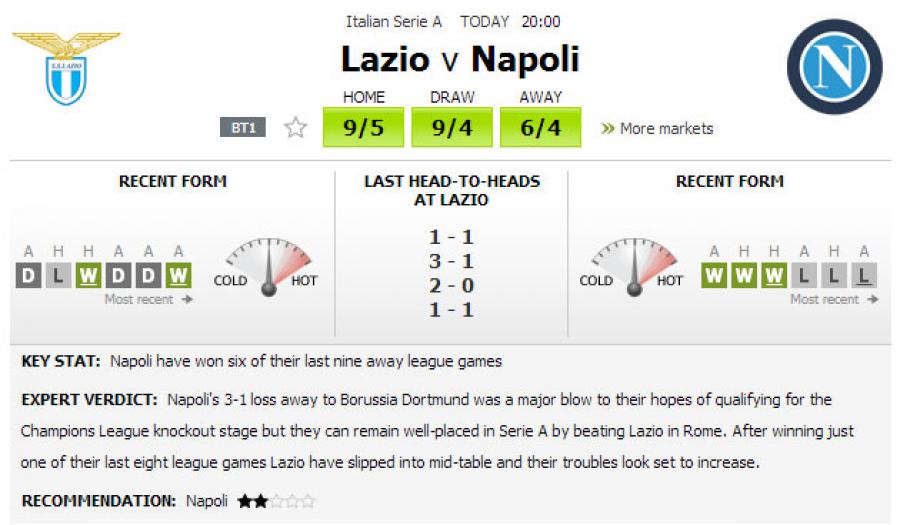 Italian Serie A TODAY 20:00
Lazio v Napoli
HOME DRAW AWAY
BT1 9/5 9/4 6/4 » More markets
S.S.LAZIO
N
RECENT FORM
A H H A A A
D L W D D W
Most recent →
COLD HOT
LAST HEAD-TO-HEADS
AT LAZIO
1 - 1
3 - 1
2 - 0
1 - 1
RECENT FORM
COLD HOT
A H H A H A
W W W L L L
Most recent →
KEY STAT: Napoli have won six of their last nine away league games
EXPERT VERDICT: Napoli's 3-1 loss away to Borussia Dortmund was a major blow to their hopes of qualifying for the
Champions League knockout stage but they can remain well-placed in Serie A by beating Lazio in Rome. After winning just
one of their last eight league games Lazio have slipped into mid-table and their troubles look set to increase.
RECOMMENDATION: Napoli ★★☆☆☆